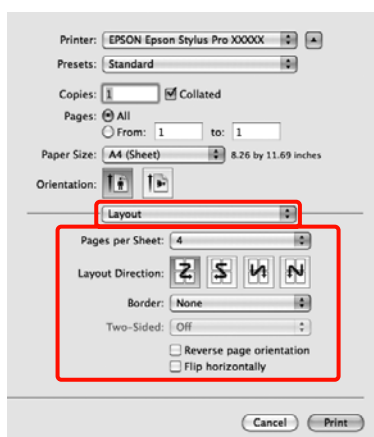 Printer: EPSON Epson Stylus Pro XXXXX
Presets: Standard
Copies: 1 Collated
Pages: All
From: 1 to: 1
Paper Size: A4 (Sheet) 8.26 by 11.69 inches
Orientation:
Layout
Pages per Sheet: 4
Layout Direction:
Border: None
Two-Sided: Off
Reverse page orientation
Flip horizontally
Cancel Print